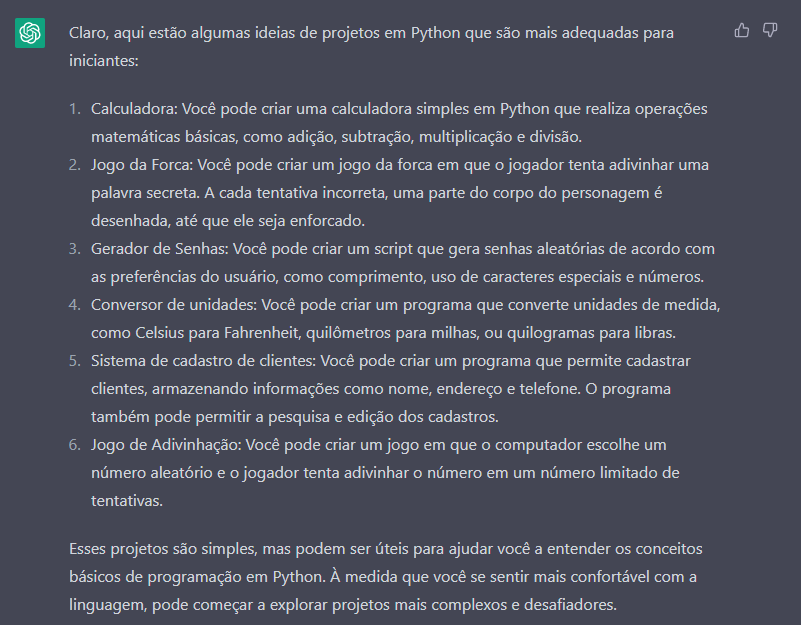 Claro, aqui estão algumas ideias de projetos em Python que são mais adequadas para
iniciantes:
1. Calculadora: Você pode criar uma calculadora simples em Python que realiza operações
matemáticas básicas, como adição, subtração, multiplicação e divisão.
2. Jogo da Forca: Você pode criar um jogo da forca em que o jogador tenta adivinhar uma
palavra secreta. A cada tentativa incorreta, uma parte do corpo do personagem é
desenhada, até que ele seja enforcado.
3. Gerador de Senhas: Você pode criar um script que gera senhas aleatórias de acordo com
as preferências do usuário, como comprimento, uso de caracteres especiais e números.
4. Conversor de unidades: Você pode criar um programa que converte unidades de medida,
como Celsius para Fahrenheit, quilômetros para milhas, ou quilogramas para libras.
5. Sistema de cadastro de clientes: Você pode criar um programa que permite cadastrar
clientes, armazenando informações como nome, endereço e telefone. O programa
também pode permitir a pesquisa e edição dos cadastros.
6. Jogo de Adivinhação: Você pode criar um jogo em que o computador escolhe um
número aleatório e o jogador tenta adivinhar o número em um número limitado de
tentativas.
Esses projetos são simples, mas podem ser úteis para ajudar você a entender os conceitos
básicos de programação em Python. À medida que você se sentir mais confortável com a
linguagem, pode começar a explorar projetos mais complexos e desafiadores.